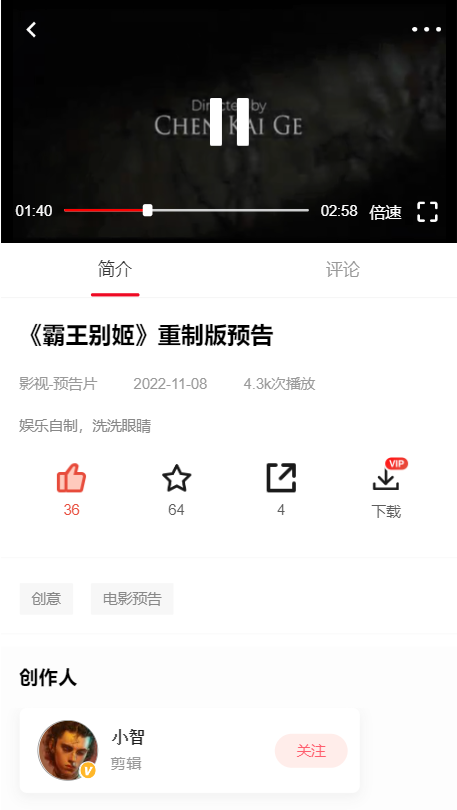 Directed by
CHEN KAI GE
01:40
02:58
倍速
简介
评论
《霸王别姬》重制版预告
影视-预告片
2022-11-08
4.3k次播放
娱乐自制，洗洗眼睛
VIP
36
64
4
下载
创意
电影预告
创作人
小智
剪辑
关注